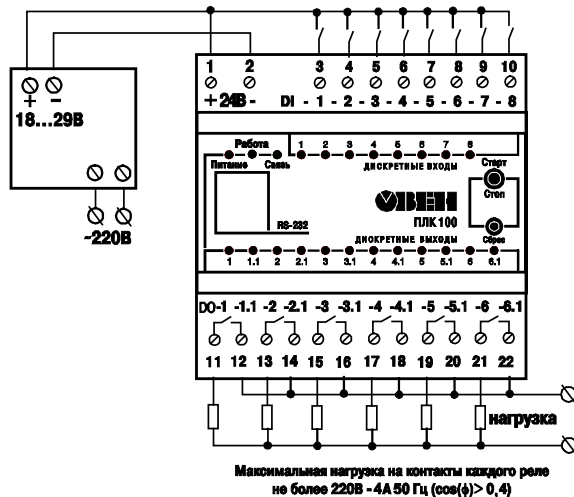 1 2 3 4 5 6 7 8 9 10
+ 24В - DI - 1 - 2 - 3 - 4 - 5 - 6 - 7 - 8
+ -
18...29В
~220В
Работа
Питание Связь
1 2 3 4 5 6 7 8
ДИСКРЕТНЫЕ ВХОДЫ
Старт
Стоп
ОВЕН
ПЛК 100
RS-232
ДИСКРЕТНЫЕ ВЫХОДЫ
Сброс
1 1.1 2 2.1 3 3.1 4 4.1 5 5.1 6 6.1
DO-1 -1.1 -2 -2.1 -3 -3.1 -4 -4.1 -5 -5.1 -6 -6.1
11 12 13 14 15 16 17 18 19 20 21 22
нагрузка
Максимальная нагрузка на контакты каждого реле
не более 220В - 4А 50 Гц (cos(ϕ)> 0,4)